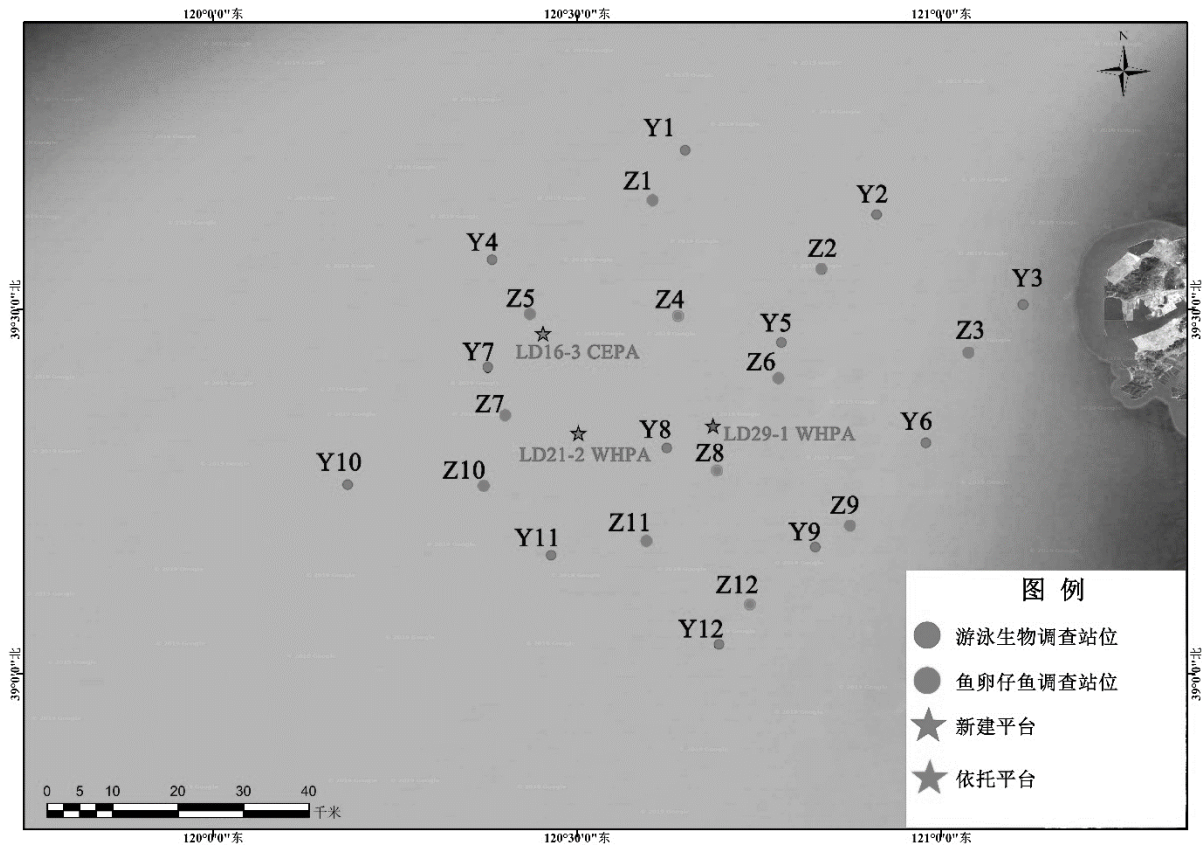 120°0'0"东
120°30'0"东
121°0'0"东
N
Y1
Z1
Y2
Y4
Z2
Y3
39°30'0"北
39°30'0"北
Z5
Z4
Y5
Z3
LD16-3 CEPA
Y7
Z6
Z7
Y6
Y8
LD29-1 WHPA
LD21-2 WHPA
Z8
Y10
Z10
Z9
Y11
Z11
Y9
Z12
Y12
39°0'0"北
39°0'0"北
图 例
游泳生物调查站位
鱼卵仔鱼调查站位
新建平台
依托平台
0 5 10 20 30 40
千米
120°0'0"东
120°30'0"东
121°0'0"东